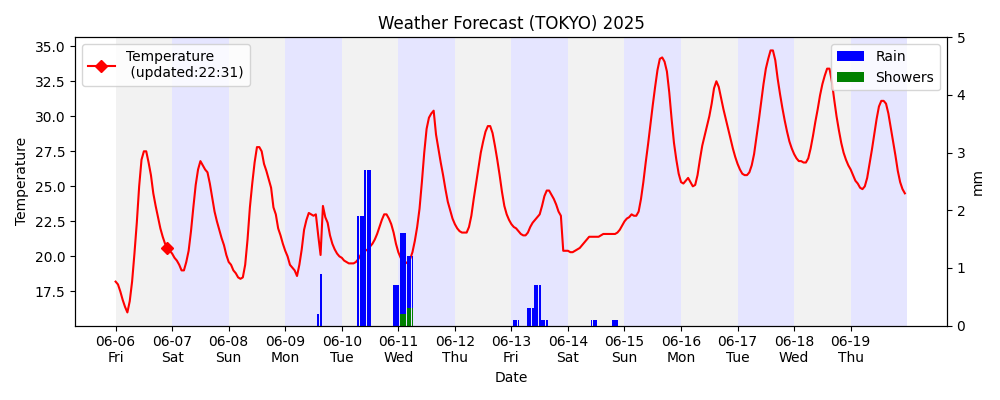 Weather Forecast (TOKYO) 2025
Temperature
(updated:22:31)
Rain
Showers
35.0
32.5
30.0
27.5
25.0
22.5
20.0
17.5
Temperature
5
4
3
2
1
0
mm
06-06 06-07 06-08 06-09 06-10 06-11 06-12 06-13 06-14 06-15 06-16 06-17 06-18 06-19
Fri Sat Sun Mon Tue Wed Thu Fri Sat Sun Mon Tue Wed Thu
Date